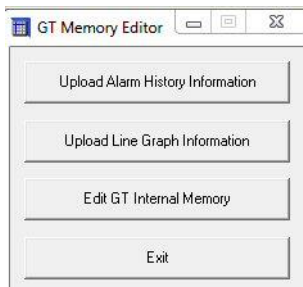 GT Memory Editor
Upload Alarm History Information
Upload Line Graph Information
Edit GT Internal Memory
Exit